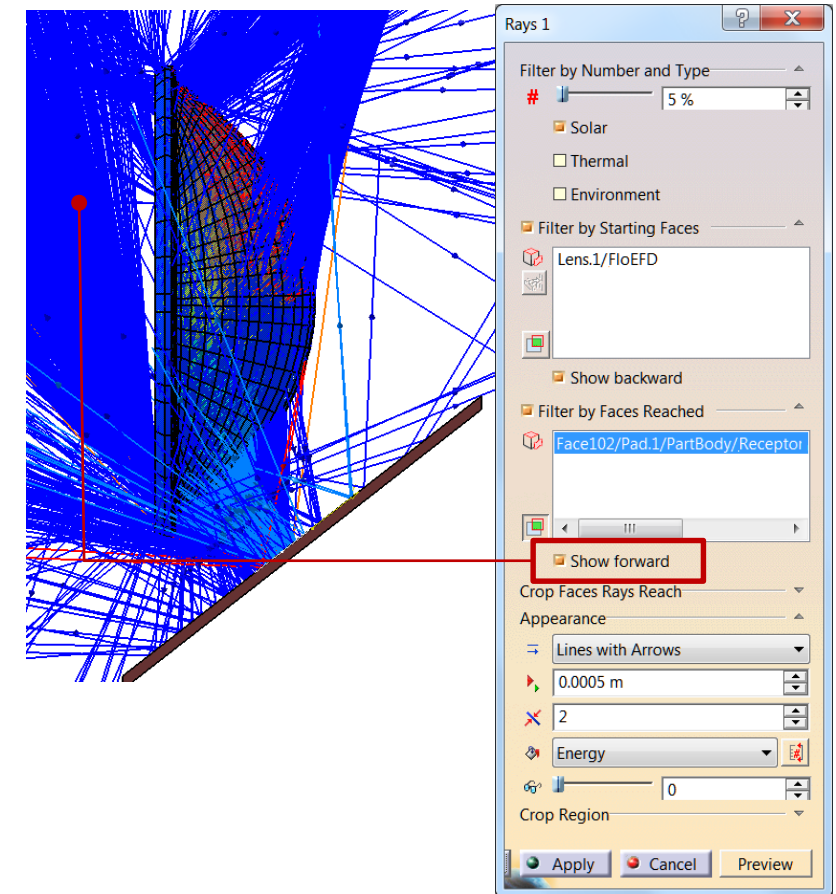 Rays 1
Filter by Number and Type
# 5 %
Solar
Thermal
Environment
Filter by Starting Faces
Lens.1/FloEFD
Show backward
Filter by Faces Reached
Face102/Pad.1/PartBody/Receptor
Show forward
Crop Faces Rays Reach
Appearance
Lines with Arrows
0.0005 m
2
Energy
0
Crop Region
Apply Cancel Preview